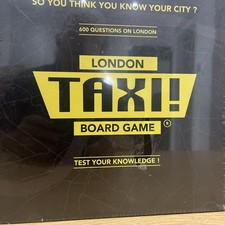 SO YOU THINK YOU KNOW YOUR CITY ?
600 QUESTIONS ON LONDON
LONDON
TAXI!
BOARD GAME
TEST YOUR KNOWLEDGE !